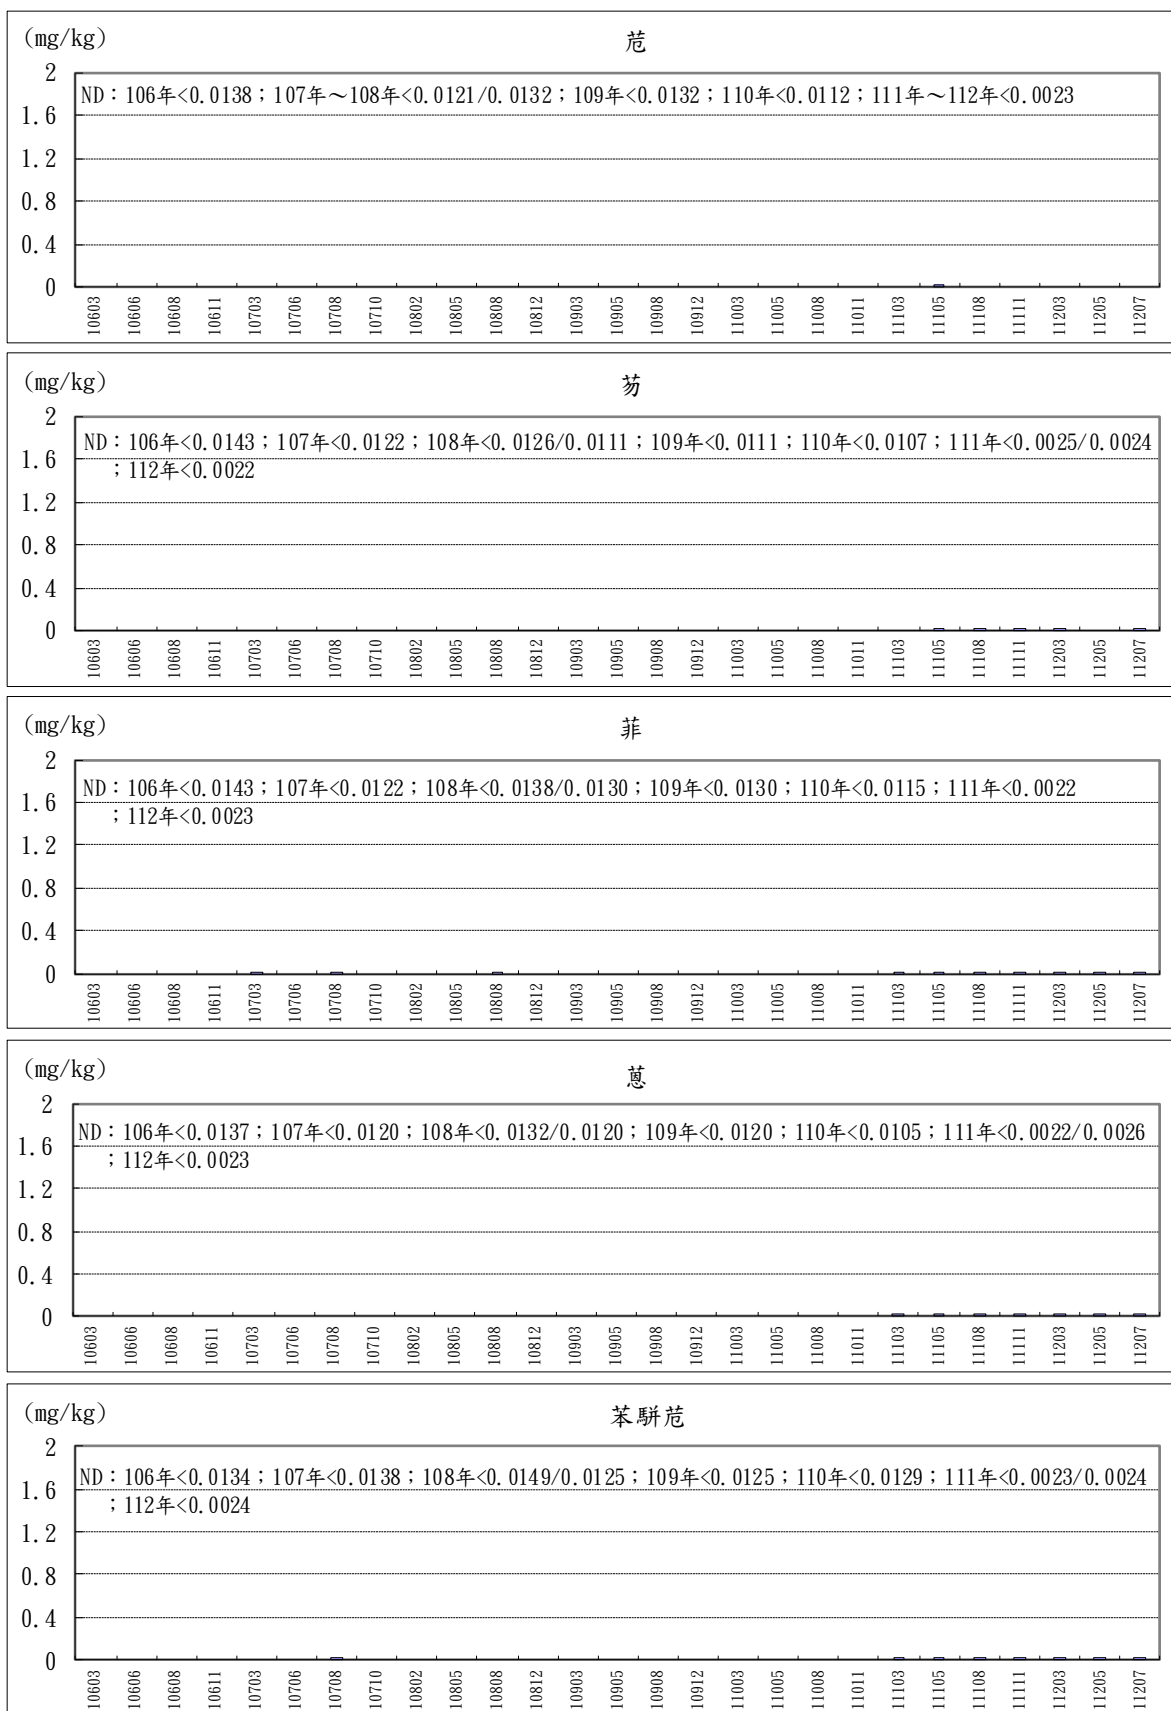 (mg/kg)
苊
2
ND：106年<0.0138；107年～108年<0.0121/0.0132；109年<0.0132；110年<0.0112；111年～112年<0.0023
1.6
1.2
0.8
0.4
0
10603 10606 10608 10611 10703 10706 10708 10710 10802 10805 10808 10812 10903 10905 10908 10912 11003 11005 11008 11011 11103 11105 11108 11111 11203 11205 11207
(mg/kg)
芴
2
ND：106年<0.0143；107年<0.0122；108年<0.0126/0.0111；109年<0.0111；110年<0.0107；111年<0.0025/0.0024
1.6
；112年<0.0022
1.2
0.8
0.4
0
10603 10606 10608 10611 10703 10706 10708 10710 10802 10805 10808 10812 10903 10905 10908 10912 11003 11005 11008 11011 11103 11105 11108 11111 11203 11205 11207
(mg/kg)
菲
2
ND：106年<0.0143；107年<0.0122；108年<0.0138/0.0130；109年<0.0130；110年<0.0115；111年<0.0022
1.6
；112年<0.0023
1.2
0.8
0.4
0
10603 10606 10608 10611 10703 10706 10708 10710 10802 10805 10808 10812 10903 10905 10908 10912 11003 11005 11008 11011 11103 11105 11108 11111 11203 11205 11207
(mg/kg)
蒽
2
ND：106年<0.0137；107年<0.0120；108年<0.0132/0.0120；109年<0.0120；110年<0.0105；111年<0.0022/0.0026
1.6
；112年<0.0023
1.2
0.8
0.4
0
10603 10606 10608 10611 10703 10706 10708 10710 10802 10805 10808 10812 10903 10905 10908 10912 11003 11005 11008 11011 11103 11105 11108 11111 11203 11205 11207
(mg/kg)
苯駢苊
2
ND：106年<0.0134；107年<0.0138；108年<0.0149/0.0125；109年<0.0125；110年<0.0129；111年<0.0023/0.0024
1.6
；112年<0.0024
1.2
0.8
0.4
0
10603 10606 10608 10611 10703 10706 10708 10710 10802 10805 10808 10812 10903 10905 10908 10912 11003 11005 11008 11011 11103 11105 11108 11111 11203 11205 11207